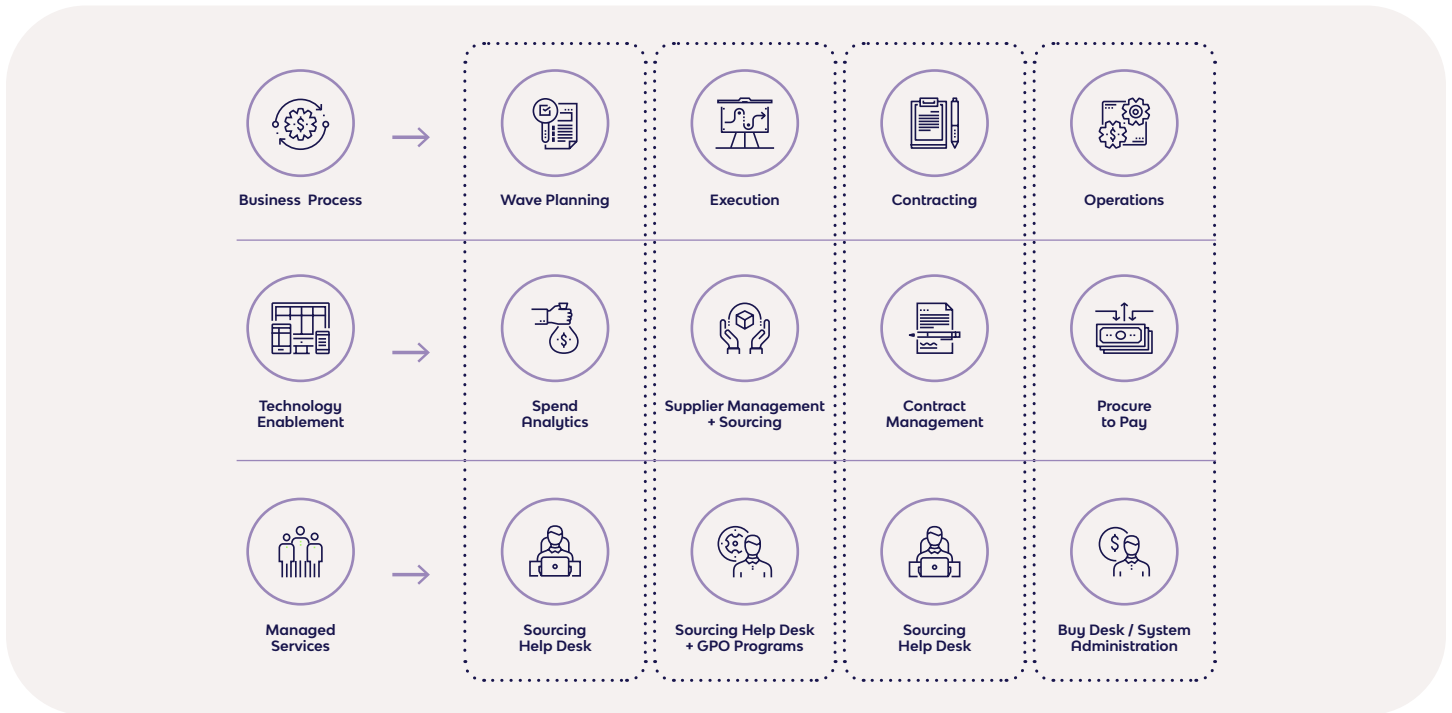 Business Process
Wave Planning
Execution
Contracting
Operations
Technology
Enablement
Spend
Analytics
Supplier Management
+ Sourcing
Contract
Management
Procure
to Pay
Managed
Services
Sourcing
Help Desk
Sourcing Help Desk
+ GPO Programs
Sourcing
Help Desk
Buy Desk / System
Administration